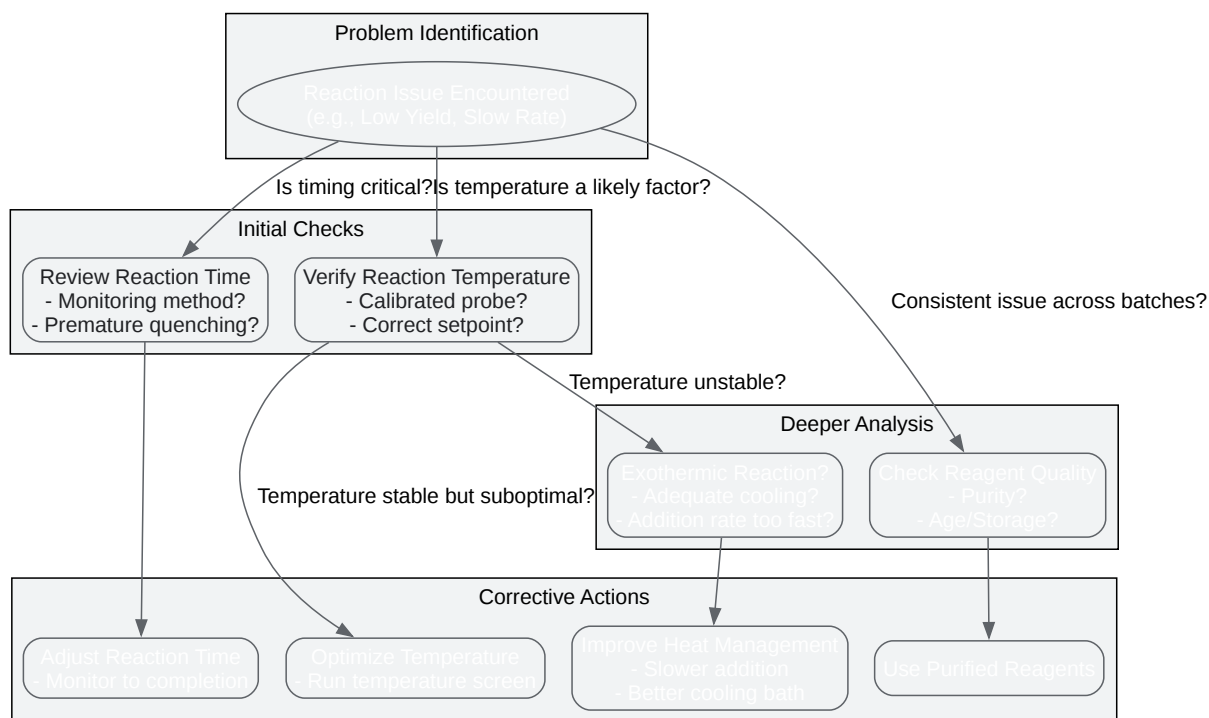 Problem Identification
Reaction Issue Encountered
(e.g., Low Yield, Slow Rate)
Is timing critical?
Is temperature a likely factor?
Initial Checks
Review Reaction Time
- Monitoring method?
- Premature quenching?
Verify Reaction Temperature
- Calibrated probe?
- Correct setpoint?
Consistent issue across batches?
Temperature unstable?
Deeper Analysis
Temperature stable but suboptimal?
Exothermic Reaction?
- Adequate cooling?
- Addition rate too fast?
Check Reagent Quality
- Purity?
- Age/Storage?
Corrective Actions
Adjust Reaction Time
- Monitor to completion
Optimize Temperature
- Run temperature screen
Improve Heat Management
- Slower addition
- Better cooling bath
Use Purified Reagents